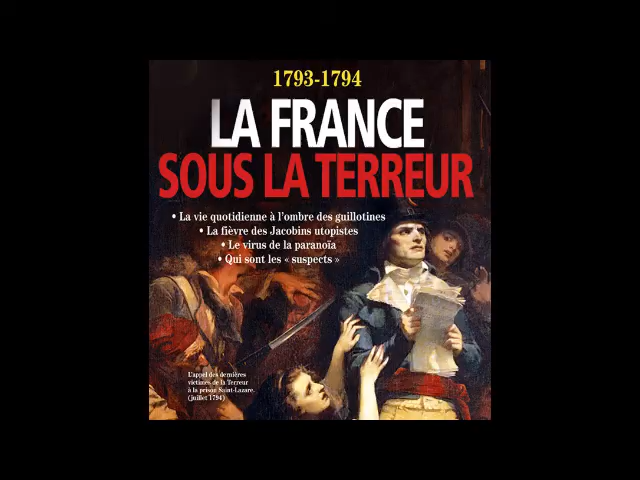 1793-1794
LA FRANCE
SOUS LA TERREUR
• La vie quotidienne à l'ombre des guillotines
• La fièvre des Jacobins utopistes
• Le virus de la paranoïa
• Qui sont les « suspects »
L'appel des dernières
victimes de la Terreur
à la prison Saint-Lazare.
(juillet 1794)